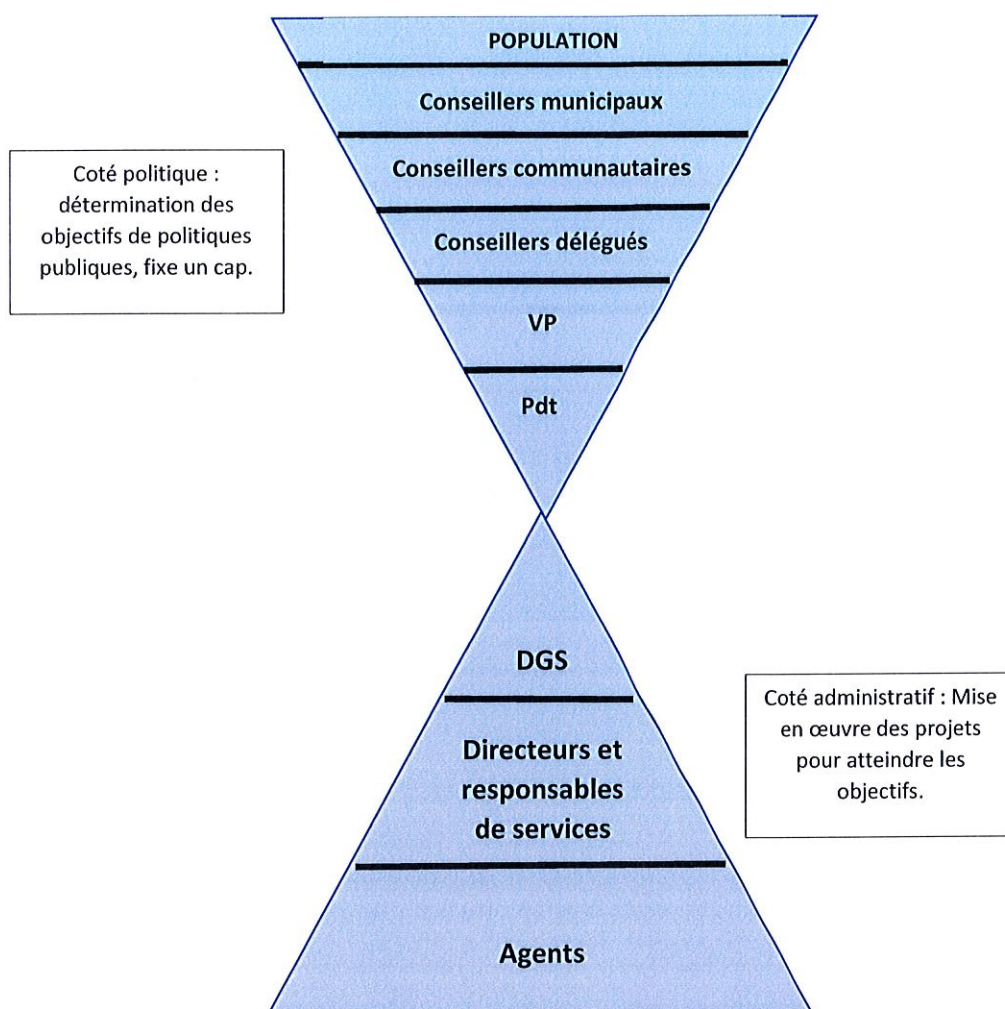 POPULATION
Conseillers municipaux
Conseillers communautaires
Conseillers délégués
VP
Pdt
Coté politique :
détermination des
objectifs de politiques
publiques, fixe un cap.
DGS
Directeurs et
responsables
de services
Agents
Coté administratif : Mise
en œuvre des projets
pour atteindre les
objectifs.